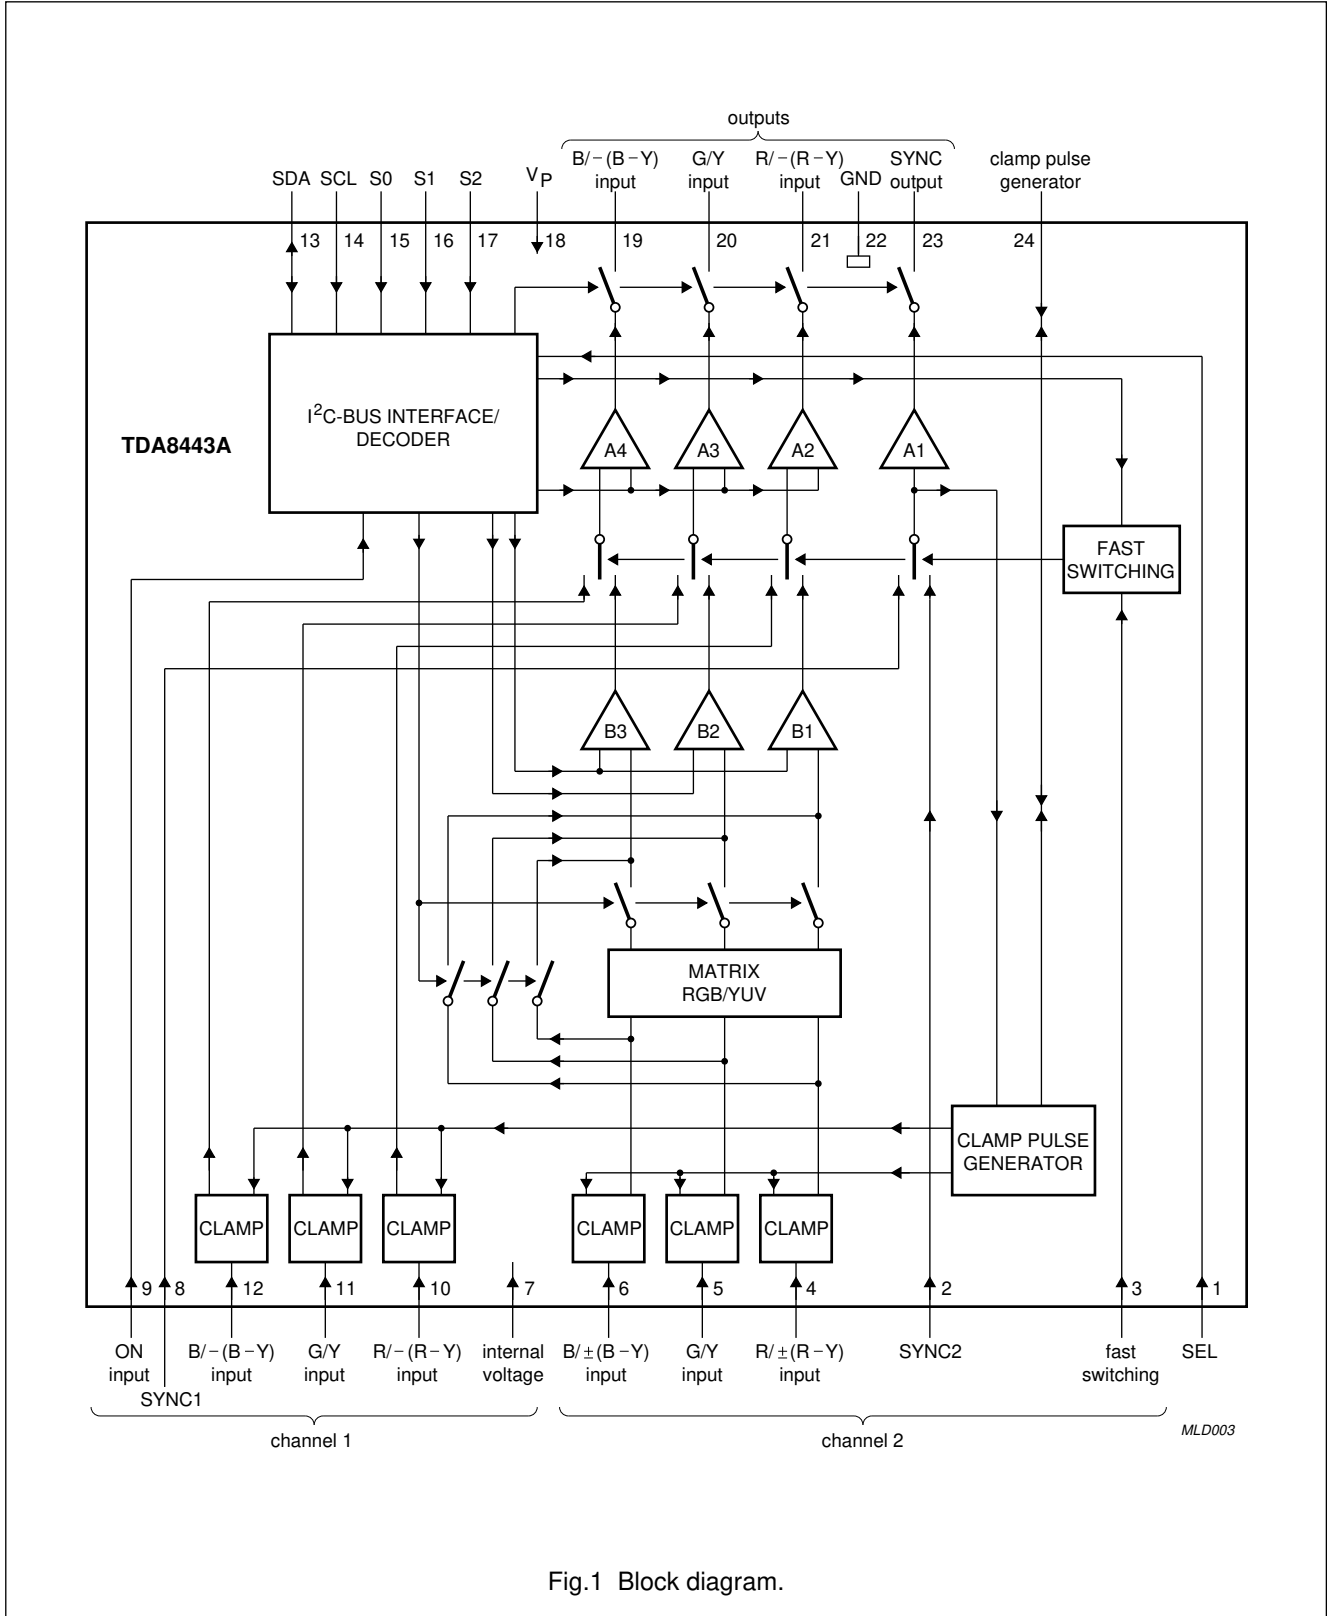 outputs
B/−(B−Y)
input
G/Y
input
R/−(R−Y)
input
GND
SYNC
output
clamp pulse
generator
SDA SCL S0 S1 S2 VP
13 14 15 16 17 18 19 20 21 22 23 24
TDA8443A
I2C-BUS INTERFACE/
DECODER
A4 A3 A2 A1
FAST
SWITCHING
B3 B2 B1
MATRIX
RGB/YUV
CLAMP PULSE
GENERATOR
CLAMP CLAMP CLAMP CLAMP CLAMP CLAMP
9 8 12 11 10 7 6 5 4 2 3 1
ON
input
SYNC1
B/−(B−Y)
input
G/Y
input
R/−(R−Y)
input
internal
voltage
B/±(B−Y)
input
G/Y
input
R/±(R−Y)
input
SYNC2
fast
switching
SEL
channel 1
channel 2
MLD003
Fig.1 Block diagram.